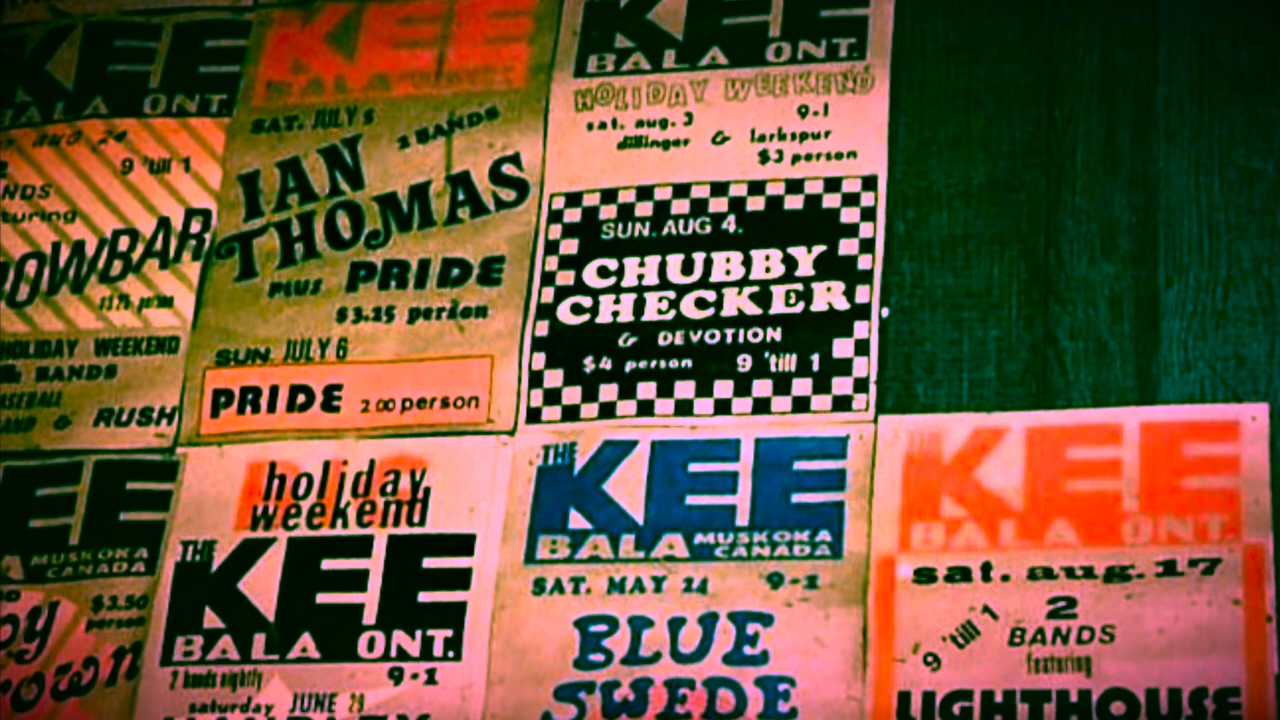 KEE
BALA ONT.
AUG 24
9 'till 1
OWBAR
HOLIDAY WEEKEND
BANDS
& RUSH
KEE
SAT. JULY 5
2 BANDS
IAN
THOMAS
PLUS PRIDE
$3.25 person
SUN JULY 6
PRIDE 2.00 person
KEE
BALA ONT.
HOLIDAY WEEKEND
sat. aug. 3 9-1
dillinger & larkspur
$3 person
SUN. AUG 4.
CHUBBY
CHECKER
& DEVOTION
$4 person 9 'till 1
EE
MUSKOKA
CANADA
$3.50
person
own
holiday
weekend
THE
KEE
BALA ONT.
2 bands nightly 9-1
saturday JUNE 29
THE
KEE
BALA MUSKOKA
CANADA
SAT. MAY 24 9-1
BLUE
SWEDE
KEE
BALA ONT.
sat. aug. 17
9 'till 1
2
BANDS
featuring
LIGHTHOUSE